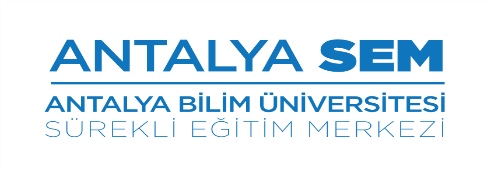 ANTALYA SEM
ANTALYA BİLİM ÜNİVERSİTESİ
SÜREKLİ EĞİTİM MERKEZİ